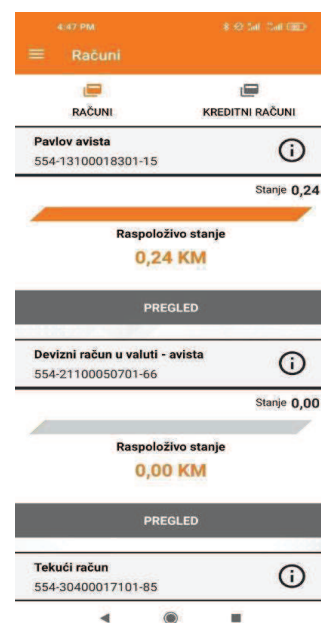 4:47 PM
Računi
RAČUNI
KREDITNI RAČUNI
Pavlov avista
554-13100018301-15
Stanje 0,24
Raspoloživo stanje
0,24 KM
PREGLED
Devizni račun u valuti - avista
554-21100050701-66
Stanje 0,00
Raspoloživo stanje
0,00 KM
PREGLED
Tekući račun
554-30400017101-85